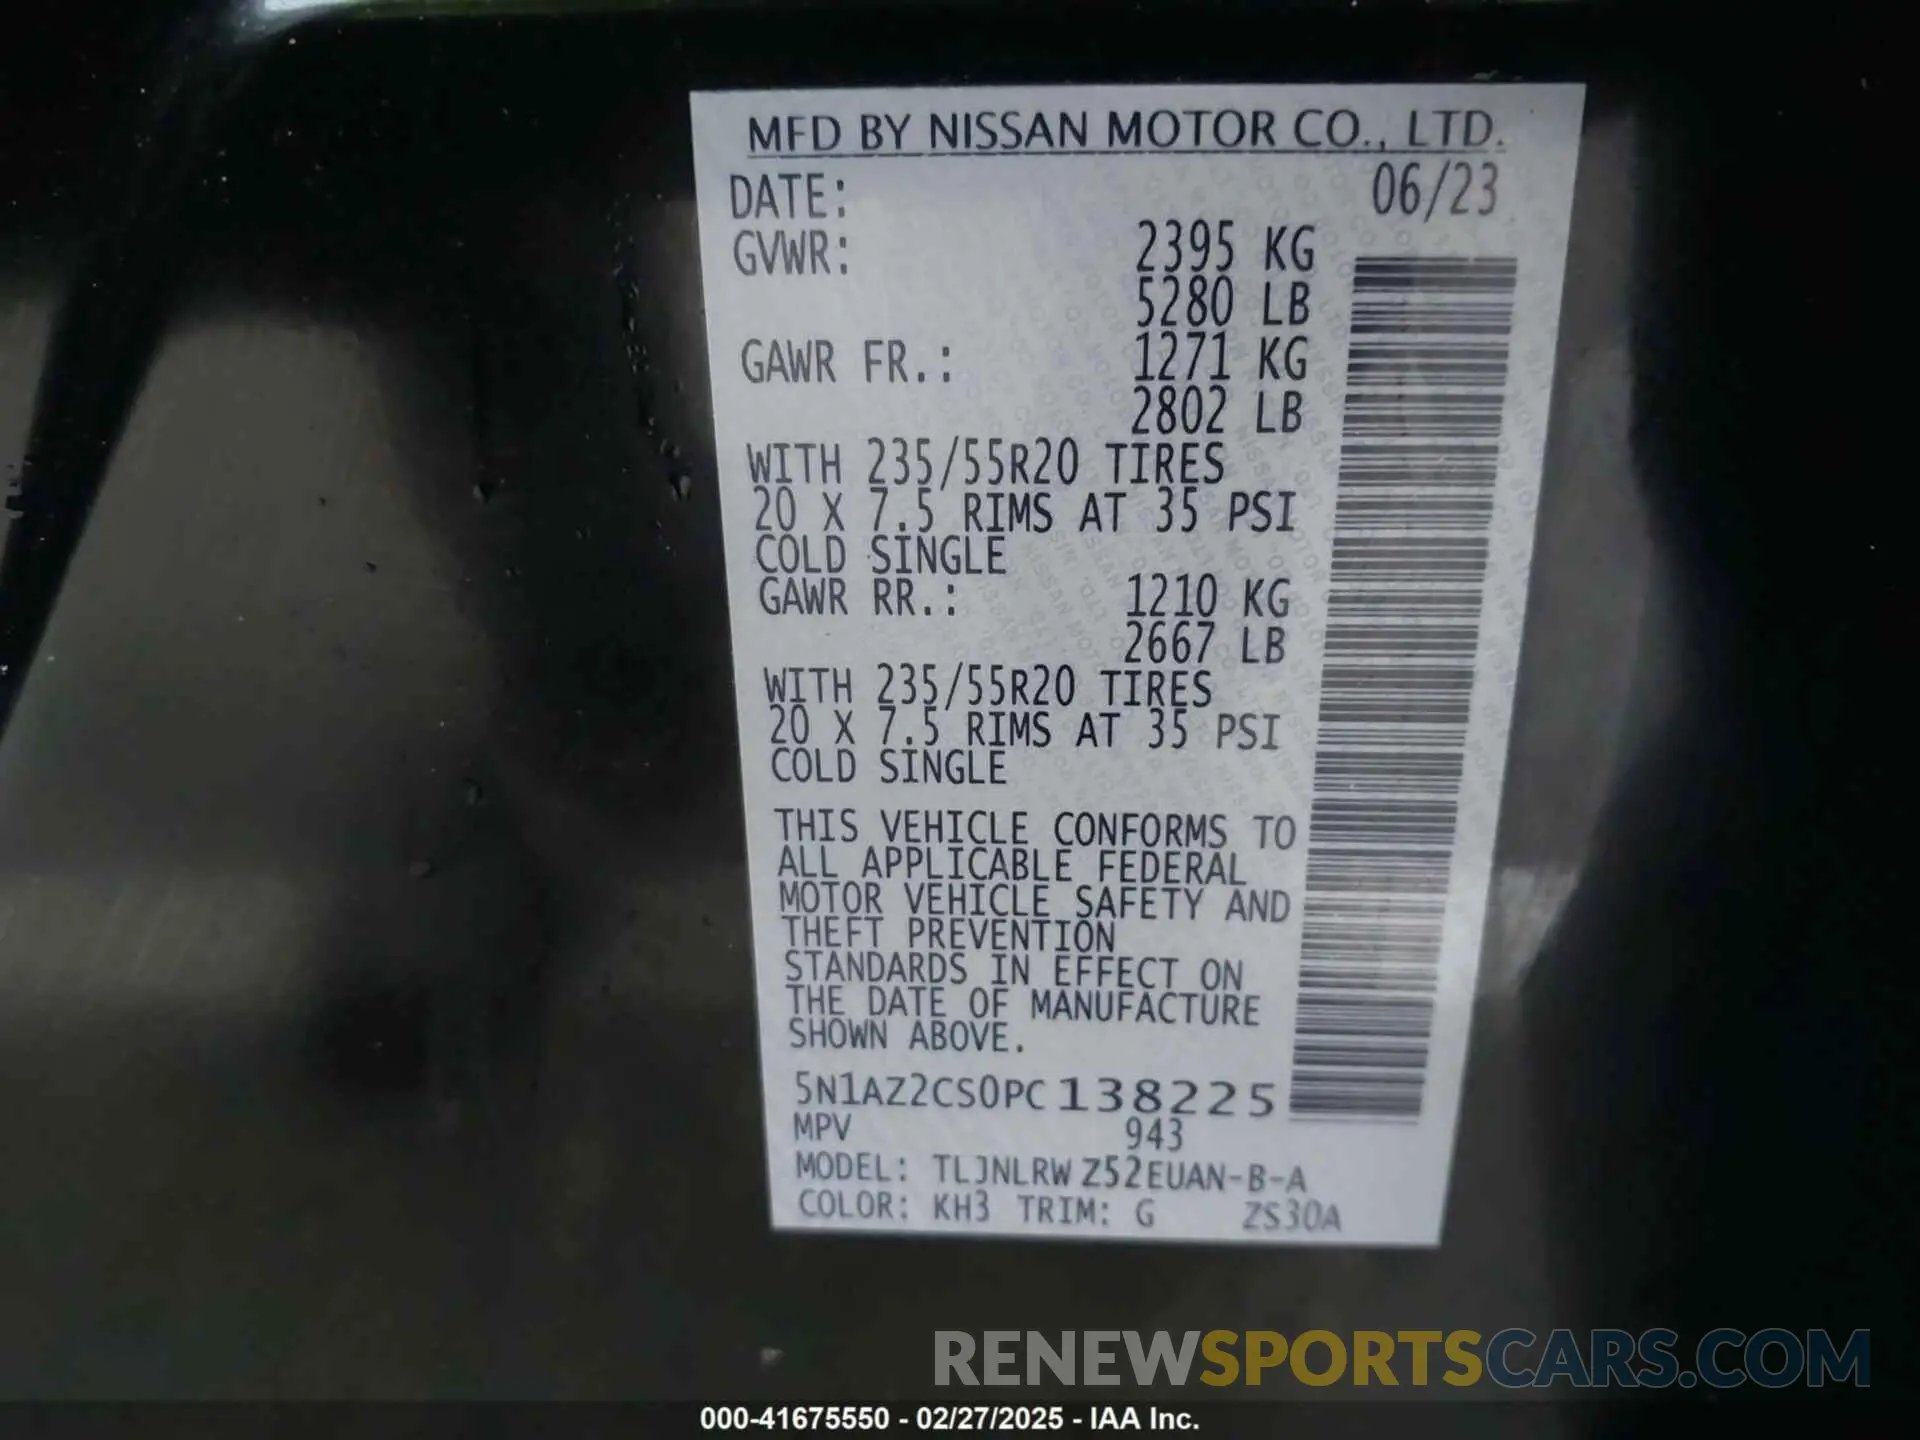 MFD BY NISSAN MOTOR CO., LTD.
DATE: 06/23
GVWR: 2395 KG
5280 LB
GAWR FR.: 1271 KG
2802 LB
WITH 235/55R20 TIRES
20 X 7.5 RIMS AT 35 PSI
COLD SINGLE
GAWR RR.: 1210 KG
2667 LB
WITH 235/55R20 TIRES
20 X 7.5 RIMS AT 35 PSI
COLD SINGLE
THIS VEHICLE CONFORMS TO
ALL APPLICABLE FEDERAL
MOTOR VEHICLE SAFETY AND
THEFT PREVENTION
STANDARDS IN EFFECT ON
THE DATE OF MANUFACTURE
SHOWN ABOVE.
5N1AZ2CS0PC138225
MPV 943
MODEL: TLJNLRWZ52EUAN-B-A
COLOR: KH3 TRIM: G ZS30A
RENEWSPORTSCARS.COM
000-41675550 - 02/27/2025 - IAA Inc.